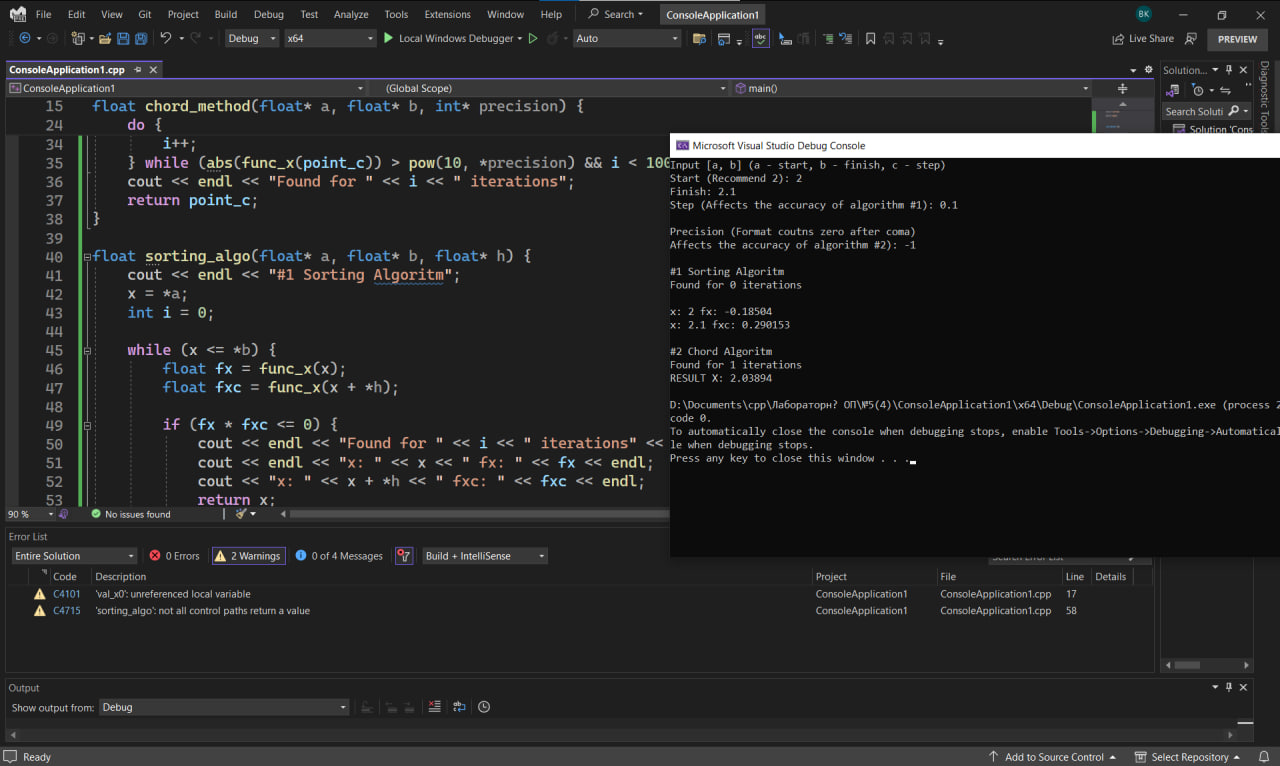 File Edit View Git Project Build Debug Test Analyze Tools Extensions Window Help Search ConsoleApplication1 BK
Debug x64 Local Windows Debugger Auto abc Live Share PREVIEW
ConsoleApplication1.cpp
ConsoleApplication1 (Global Scope) main()
15 float chord_method(float* a, float* b, int* precision) {
24 do {
34 i++;
35 } while (abs(func_x(point_c)) > pow(10, *precision) && i < 100
36 cout << endl << "Found for " << i << " iterations";
37 return point_c;
38 }
39
40 float sorting_algo(float* a, float* b, float* h) {
41 cout << endl << "#1 Sorting Algoritm";
42 x = *a;
43 int i = 0;
44
45 while (x <= *b) {
46 float fx = func_x(x);
47 float fxc = func_x(x + *h);
48
49 if (fx * fxc <= 0) {
50 cout << endl << "Found for " << i << " iterations" <<
51 cout << endl << "x: " << x << " fx: " << fx << endl;
52 cout << "x: " << x + *h << " fxc: " << fxc << endl;
53 return x;
90 % No issues found
Microsoft Visual Studio Debug Console
Input [a, b] (a - start, b - finish, c - step)
Start (Recommend 2): 2
Finish: 2.1
Step (Affects the accuracy of algorithm #1): 0.1
Precision (Format coutns zero after coma)
Affects the accuracy of algorithm #2): -1
#1 Sorting Algoritm
Found for 0 iterations
x: 2 fx: -0.18504
x: 2.1 fxc: 0.290153
#2 Chord Algoritm
Found for 1 iterations
RESULT X: 2.03894
D:\Documents\cpp\Лабораторн? ОП\№5(4)\ConsoleApplication1\x64\Debug\ConsoleApplication1.exe (process 2
code 0.
To automatically close the console when debugging stops, enable Tools->Options->Debugging->Automatical
le when debugging stops.
Press any key to close this window . . .
Solution...
Search Soluti
Solution 'Cons
Diagnostic Tools
Error List
Entire Solution 0 Errors 2 Warnings 0 of 4 Messages Build + IntelliSense Search Error List
Code Description Project File Line Details
C4101 'val_x0': unreferenced local variable ConsoleApplication1 ConsoleApplication1.cpp 17
C4715 'sorting_algo': not all control paths return a value ConsoleApplication1 ConsoleApplication1.cpp 58
Output
Show output from: Debug
Ready Add to Source Control Select Repository